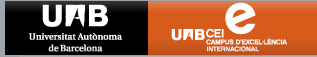 UAB
Universitat Autònoma
de Barcelona
e
UAB CEI
CAMPUS D'EXCEL·LÈNCIA
INTERNACIONAL